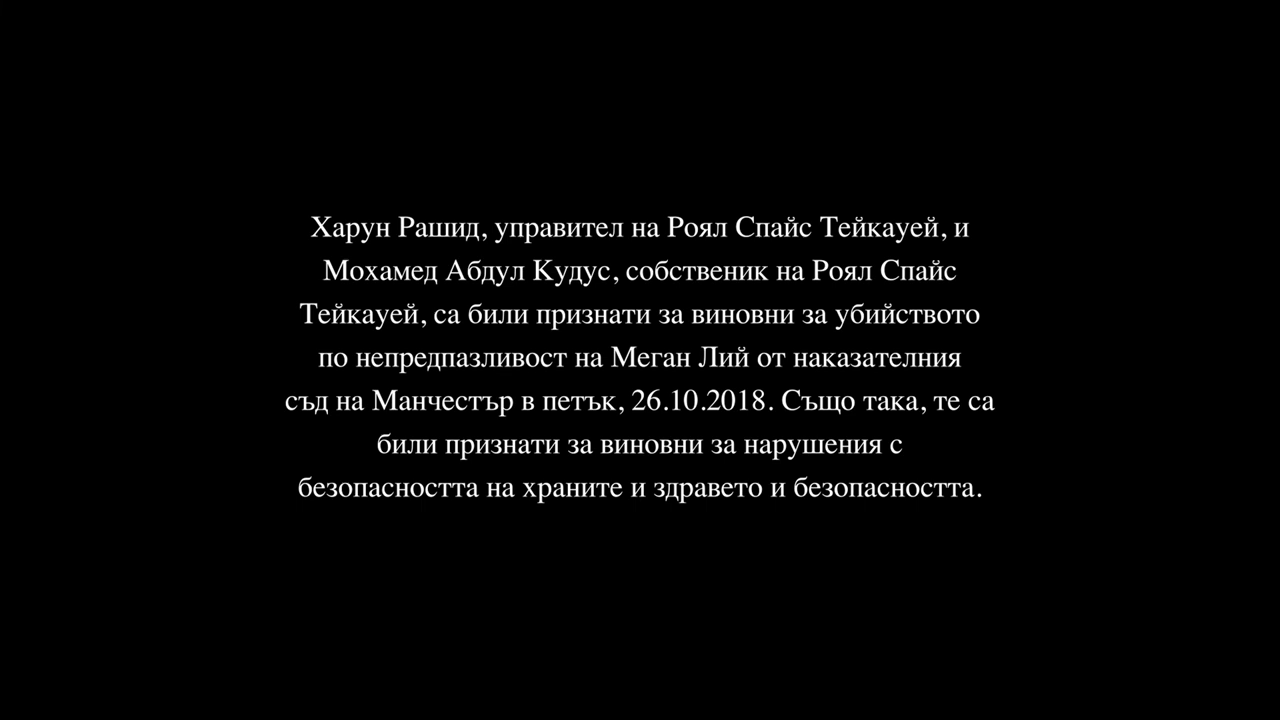 Харун Рашид, управител на Роял Спайс Тейкауей, и
Мохамед Абдул Кудус, собственик на Роял Спайс
Тейкауей, са били признати за виновни за убийството
по непредпазливост на Меган Лий от наказателния
съд на Манчестър в петък, 26.10.2018. Също така, те са
били признати за виновни за нарушения с
безопасността на храните и здравето и безопасността.